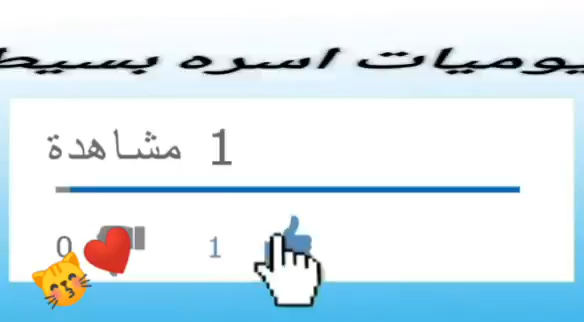 يوميات اسره بسيط
1 مشاهدة
1 0